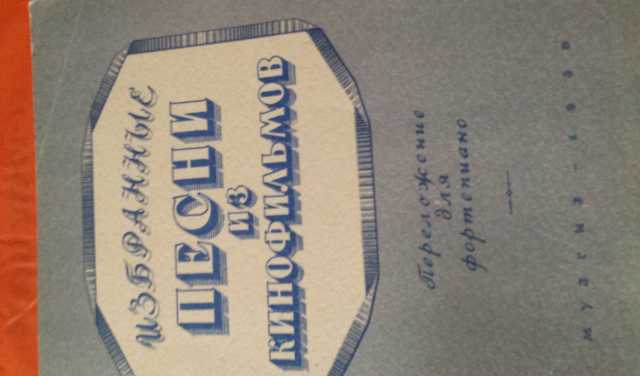 ИЗБРАННЫЕ
ПЕСНИ
ИЗ
КИНОФИЛЬМОВ
Переложение
для
фортепиано
МУЗГИЗ